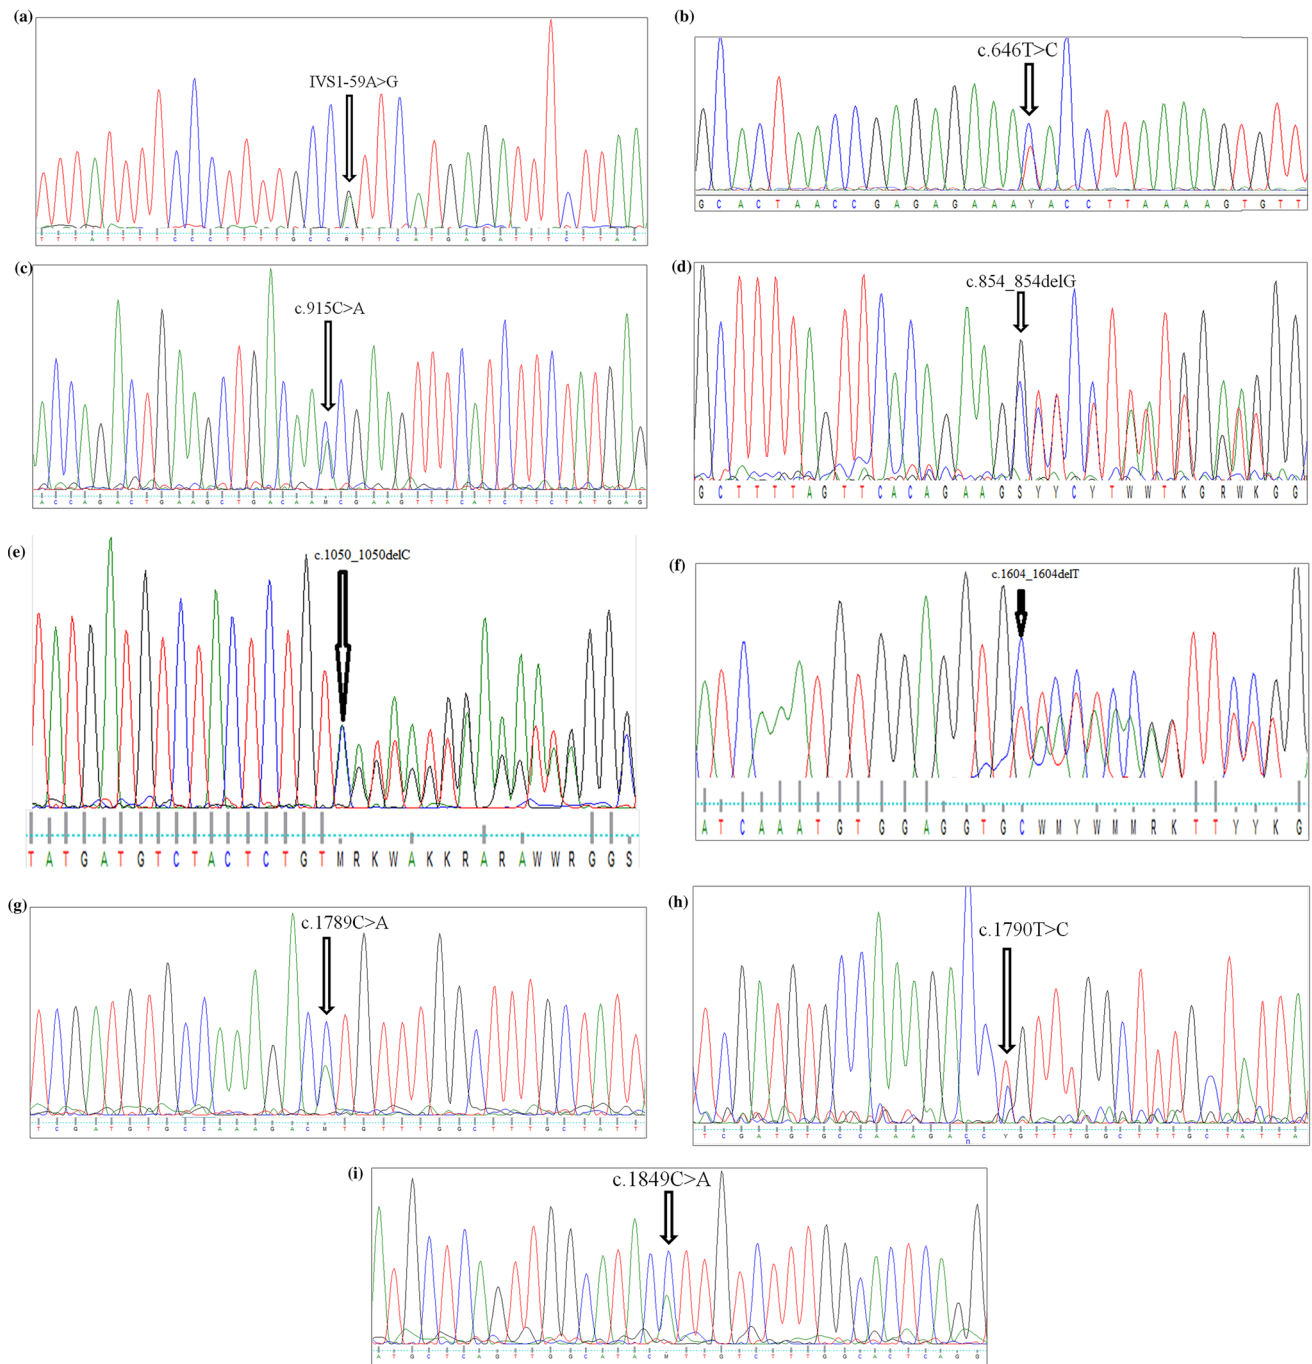 (a)
IVS1-59A>G
T T T A T T T T C C C T T T T G C C R T T C A T G A G A T T T C T T A A
(b)
c.646T>C
G C A C T A A C C G A G A G A A A Y A C C T T A A A A G T G T T
(c)
c.915C>A
A C C A G A C T G A A G C T G A C A A M C G A A G T T T C A T C T T C T A T G A G
(d)
c.854_854delG
G C T T T T A G T T C A C A G A A G S Y Y C Y T W W T K G R W K G G
(e)
c.1050_1050delC
T A T G A T G T C T A C T C T G T M R K W A K K R A R A W W R G G S
(f)
c.1604_1604delT
A T C A A A T G T G G A G G T G C W M Y W M M R K T T Y Y K G
(g)
c.1789C>A
T C G A T G T G C C A A A G A C M T G T T T G G C T T T G C T A T T
(h)
c.1790T>C
T C G A T G T G C C A A A G A C C Y G T T T G G C T T T G C T A T T A
(i)
c.1849C>A
A T G C T C A G T T G G C A T A C M T T G T C T T T G G C A C T C A G G